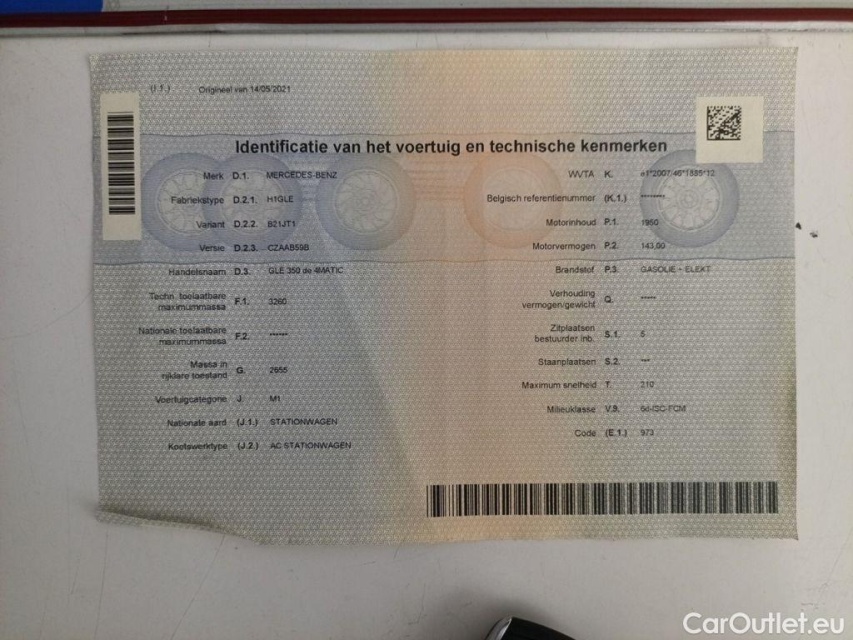 (I.1.) Origineel van 14/05/2021
Identificatie van het voertuig en technische kenmerken
Merk D.1. MERCEDES-BENZ
Fabriekstype D.2.1. H1GLE
Variant D.2.2. B21JT1
Versie D.2.3. CZAAB59B
Handelsnaam D.3. GLE 350 de 4MATIC
Techn. toelaatbare
maximummassa F.1. 3260
Nationale toelaatbare
maximummassa F.2. ******
Massa in
rijklare toestand G. 2655
Voertuigcategorie J. M1
Nationale aard (J.1.) STATIONWAGEN
Koetswerktype (J.2.) AC STATIONWAGEN
WVTA K. e1*2007/46*1885*12
Belgisch referentienummer (K.1.) ********
Motorinhoud P.1. 1950
Motorvermogen P.2. 143,00
Brandstof P.3. GASOLIE - ELEKT
Verhouding
vermogen/gewicht Q. *****
Zitplaatsen
bestuurder inb. S.1. 5
Staanplaatsen S.2. ***
Maximum snelheid T. 210
Milieuklasse V.9. 6d-ISC-FCM
Code (E.1.) 973
CarOutlet.eu